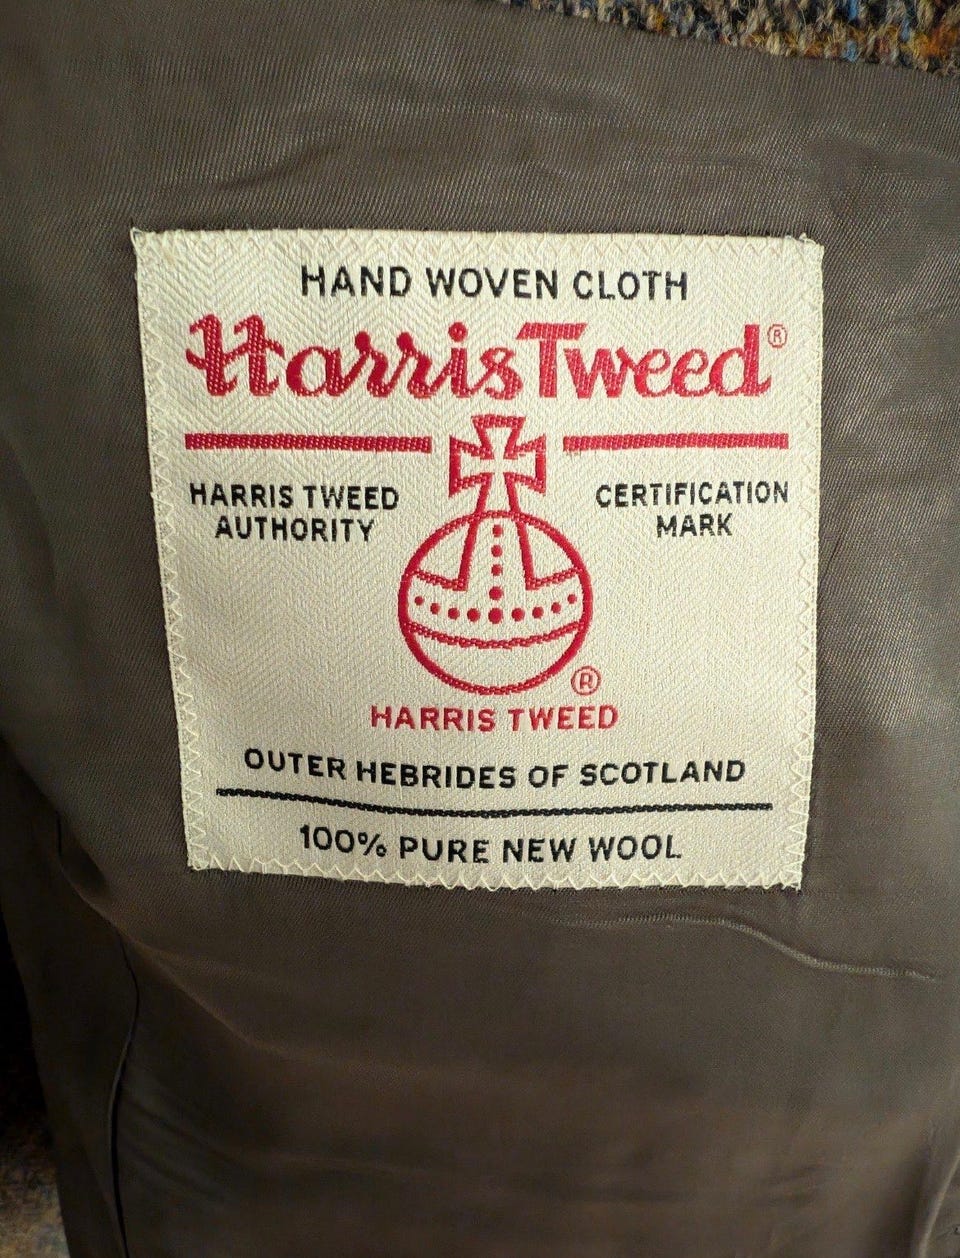 HAND WOVEN CLOTH
Harris Tweed®
HARRIS TWEED
AUTHORITY
CERTIFICATION
MARK
®
HARRIS TWEED
OUTER HEBRIDES OF SCOTLAND
100% PURE NEW WOOL